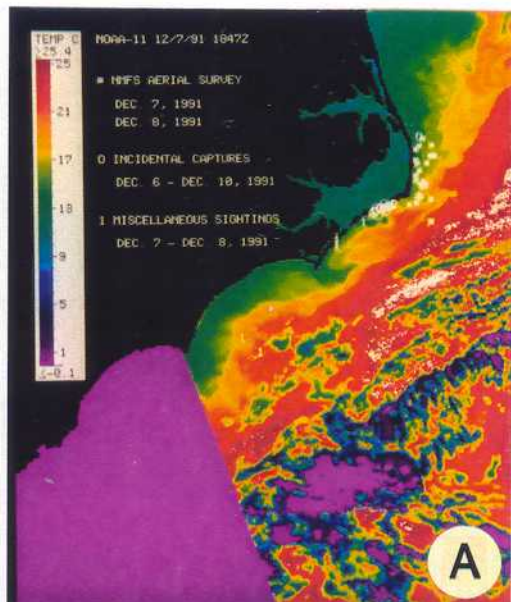 TEMP C
>25.4
25
21
17
13
9
5
1
≤-0.1
NOAA-11 12/7/91 1847Z
* NMFS AERIAL SURVEY
DEC. 7, 1991
DEC. 8, 1991
O INCIDENTAL CAPTURES
DEC. 6 - DEC. 10, 1991
1 MISCELLANEOUS SIGHTINGS
DEC. 7 - DEC 8, 1991
A